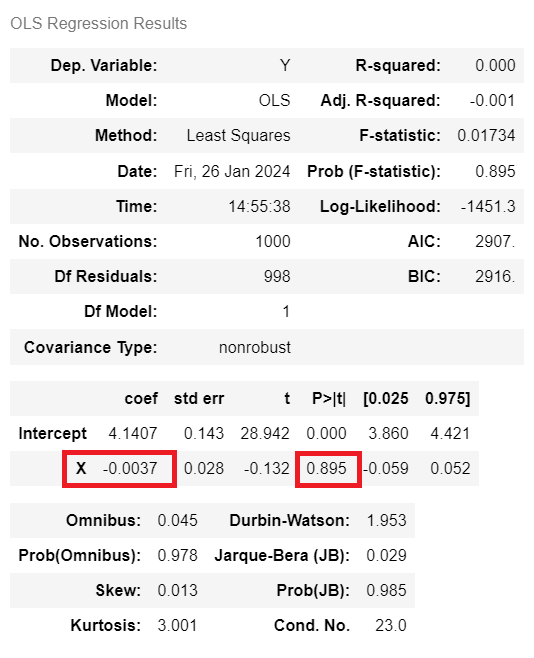 OLS Regression Results
Dep. Variable: Y R-squared: 0.000
Model: OLS Adj. R-squared: -0.001
Method: Least Squares F-statistic: 0.01734
Date: Fri, 26 Jan 2024 Prob (F-statistic): 0.895
Time: 14:55:38 Log-Likelihood: -1451.3
No. Observations: 1000 AIC: 2907.
Df Residuals: 998 BIC: 2916.
Df Model: 1
Covariance Type: nonrobust
coef std err t P>|t| [0.025 0.975]
Intercept 4.1407 0.143 28.942 0.000 3.860 4.421
X -0.0037 0.028 -0.132 0.895 -0.059 0.052
Omnibus: 0.045 Durbin-Watson: 1.953
Prob(Omnibus): 0.978 Jarque-Bera (JB): 0.029
Skew: 0.013 Prob(JB): 0.985
Kurtosis: 3.001 Cond. No. 23.0